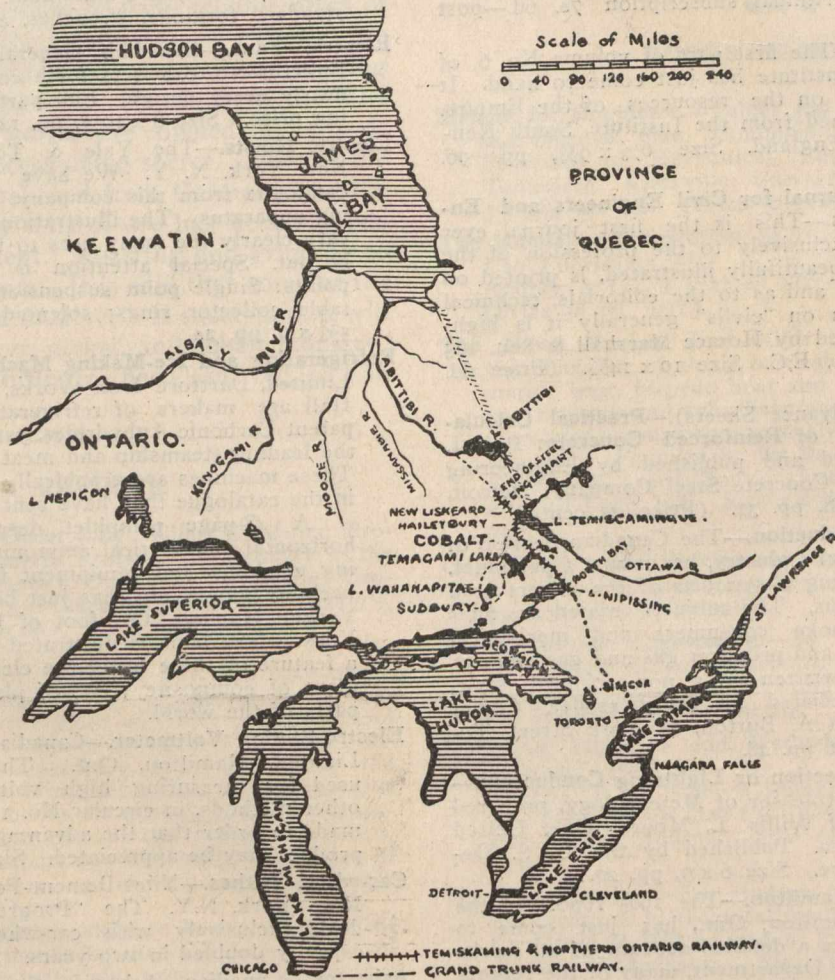 HUDSON BAY
Scale of Miles
0 40 80 120 160 200 240
JAMES
BAY
PROVINCE
OF
QUEBEC.
KEEWATIN.
ALBA.
RIVER
ABITTIBI R.
L. ABITTIBI
ONTARIO.
KENOGAMI R.
MOOSE R.
L. NEPIGON
END OF STEEL
ENGLEHART
NEW LISKEARD
HAILEYBURY
COBALT
TEMAGAMI LAKE
L. TEMISCAMINGUE.
NORTH BAY
OTTAWA R
L. WAHANAPITAE
SUDBURY
L. NIPISSING
ST LAWRENCE R.
LAKE SUPERIOR
GEORGIAN
BAY
LAKE
HURON
L. SIMCOE
TORONTO
LAKE ONTARIO
NIAGARA FALLS
LAKE MICHIGAN
LAKE ERIE
DETROIT
CLEVELAND
CHICAGO
TEMISKAMING & NORTHERN ONTARIO RAILWAY.
GRAND TRUNK RAILWAY.